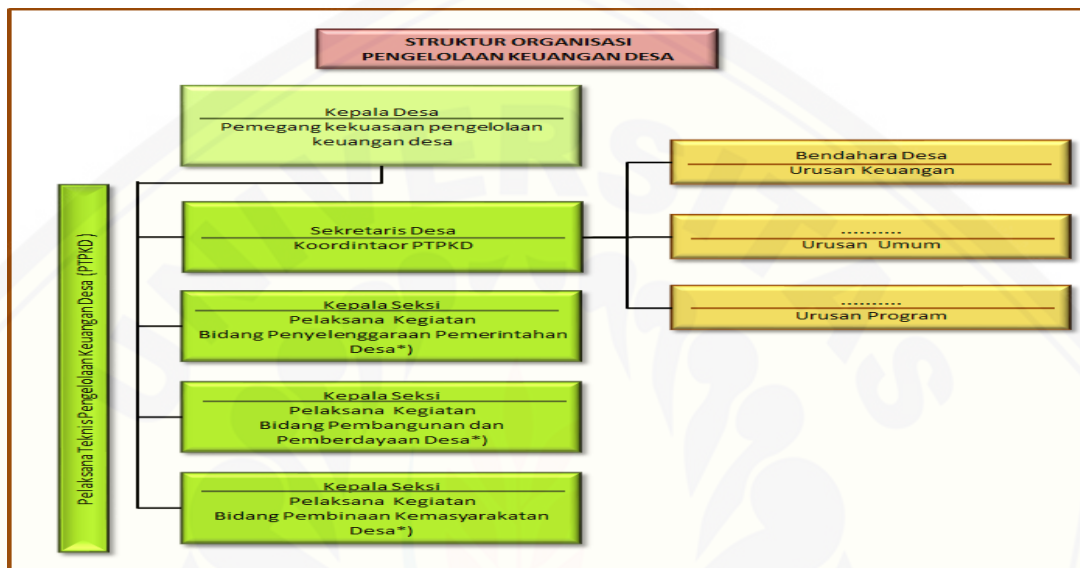 STRUKTUR ORGANISASI
PENGELOLAAN KEUANGAN DESA
Kepala Desa
Pemegang kekuasaan pengelolaan
keuangan desa
Pelaksana Teknis Pengelolaan Keuangan Desa (PTPKD)
Sekretaris Desa
Koordintaor PTPKD
Kepala Seksi
Pelaksana Kegiatan
Bidang Penyelenggaraan Pemerintahan
Desa*)
Kepala Seksi
Pelaksana Kegiatan
Bidang Pembangunan dan
Pemberdayaan Desa*)
Kepala Seksi
Pelaksana Kegiatan
Bidang Pembinaan Kemasyarakatan
Desa*)
Bendahara Desa
Urusan Keuangan
..........
Urusan Umum
..........
Urusan Program
UNIVERSITAS